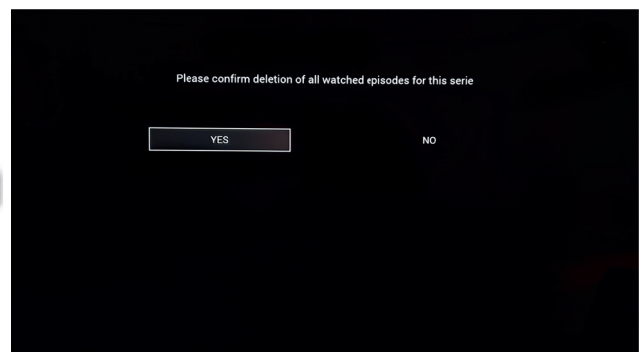 Please confirm deletion of all watched episodes for this serie
YES
NO